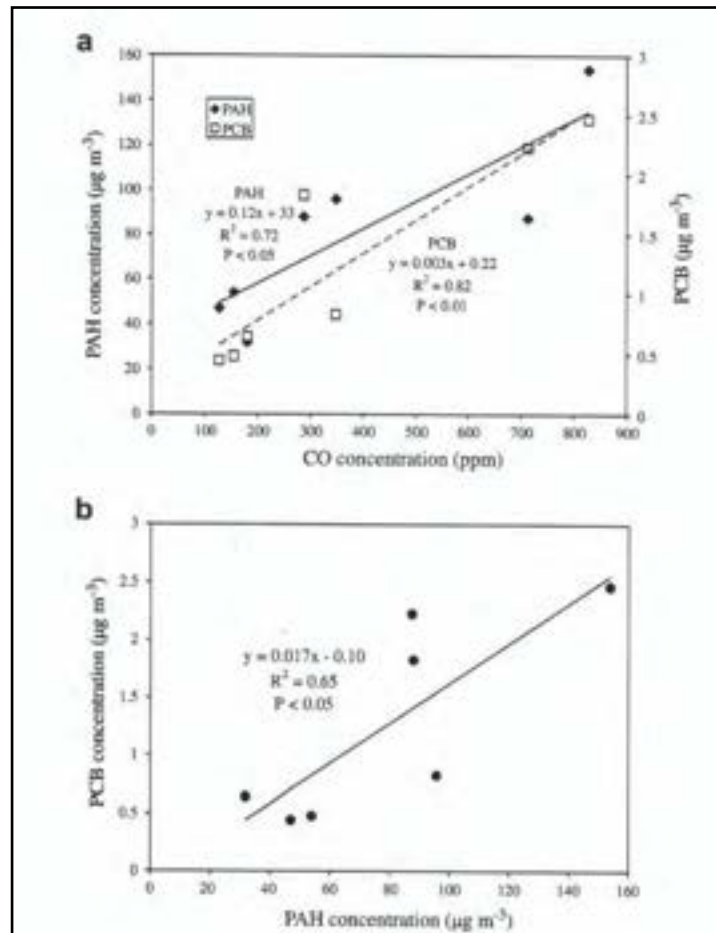 a
160
140
120
100
80
60
40
20
0
PAH concentration (µg m⁻³)
3
2.5
2
1.5
1
0.5
0
PCB (µg m⁻³)
PAH
PCB
PAH
y = 0.12x + 33
R² = 0.72
P < 0.05
PCB
y = 0.003x + 0.22
R² = 0.82
P < 0.01
0 100 200 300 400 500 600 700 800 900
CO concentration (ppm)
b
3
2.5
2
1.5
1
0.5
0
PCB concentration (µg m⁻³)
y = 0.017x - 0.10
R² = 0.65
P < 0.05
0 20 40 60 80 100 120 140 160
PAH concentration (µg m⁻³)